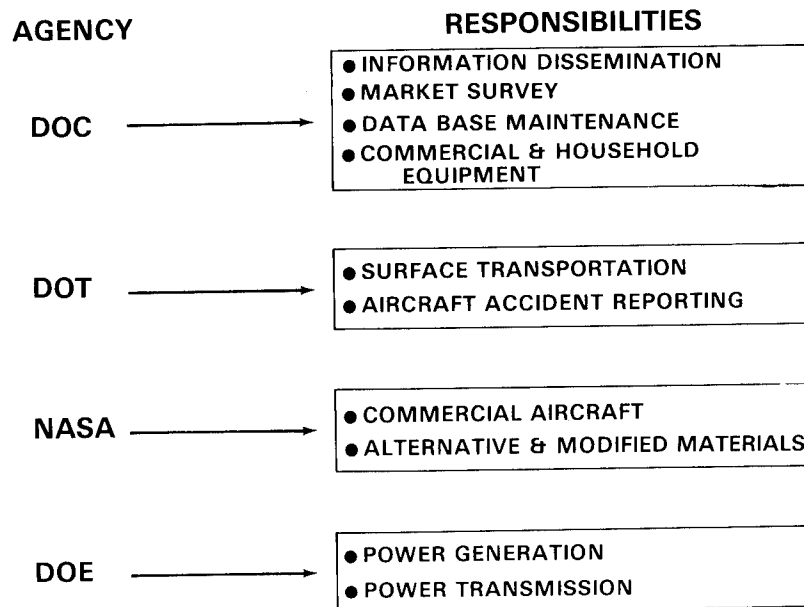 AGENCY
RESPONSIBILITIES
DOC
● INFORMATION DISSEMINATION
● MARKET SURVEY
● DATA BASE MAINTENANCE
● COMMERCIAL & HOUSEHOLD
EQUIPMENT
DOT
● SURFACE TRANSPORTATION
● AIRCRAFT ACCIDENT REPORTING
NASA
● COMMERCIAL AIRCRAFT
● ALTERNATIVE & MODIFIED MATERIALS
DOE
● POWER GENERATION
● POWER TRANSMISSION